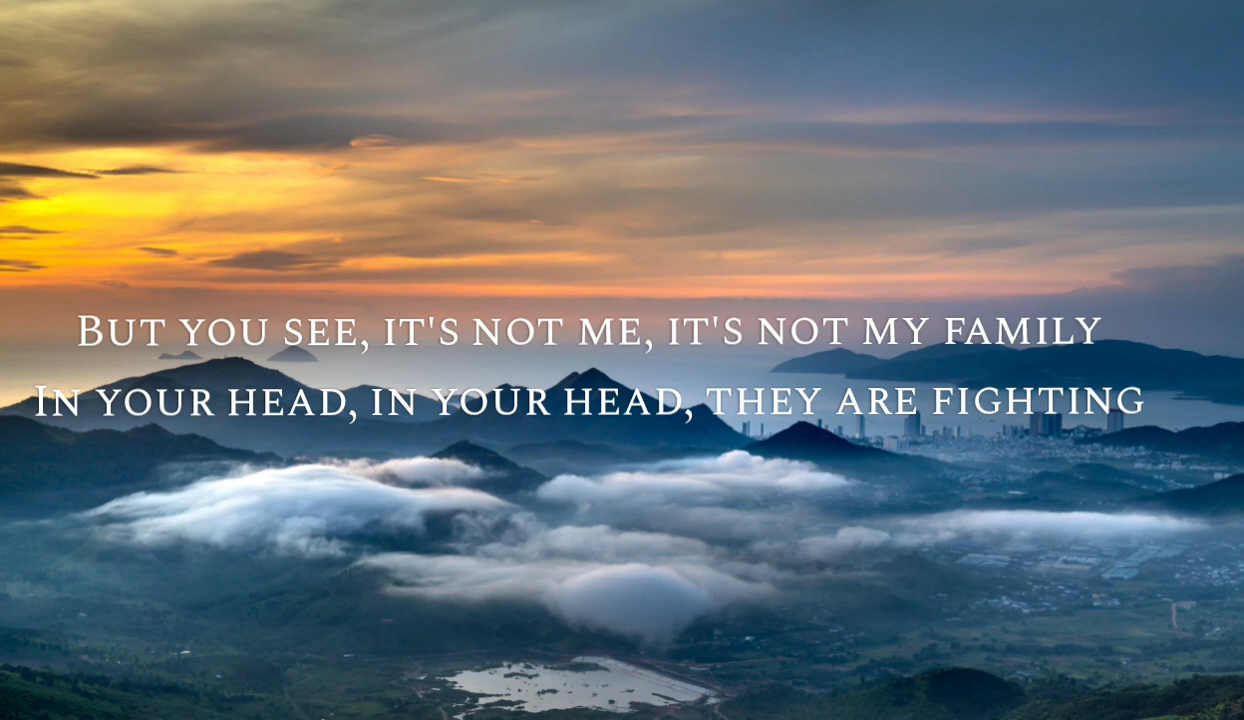 But you see, it's not me, it's not my family
In your head, in your head, they are fighting